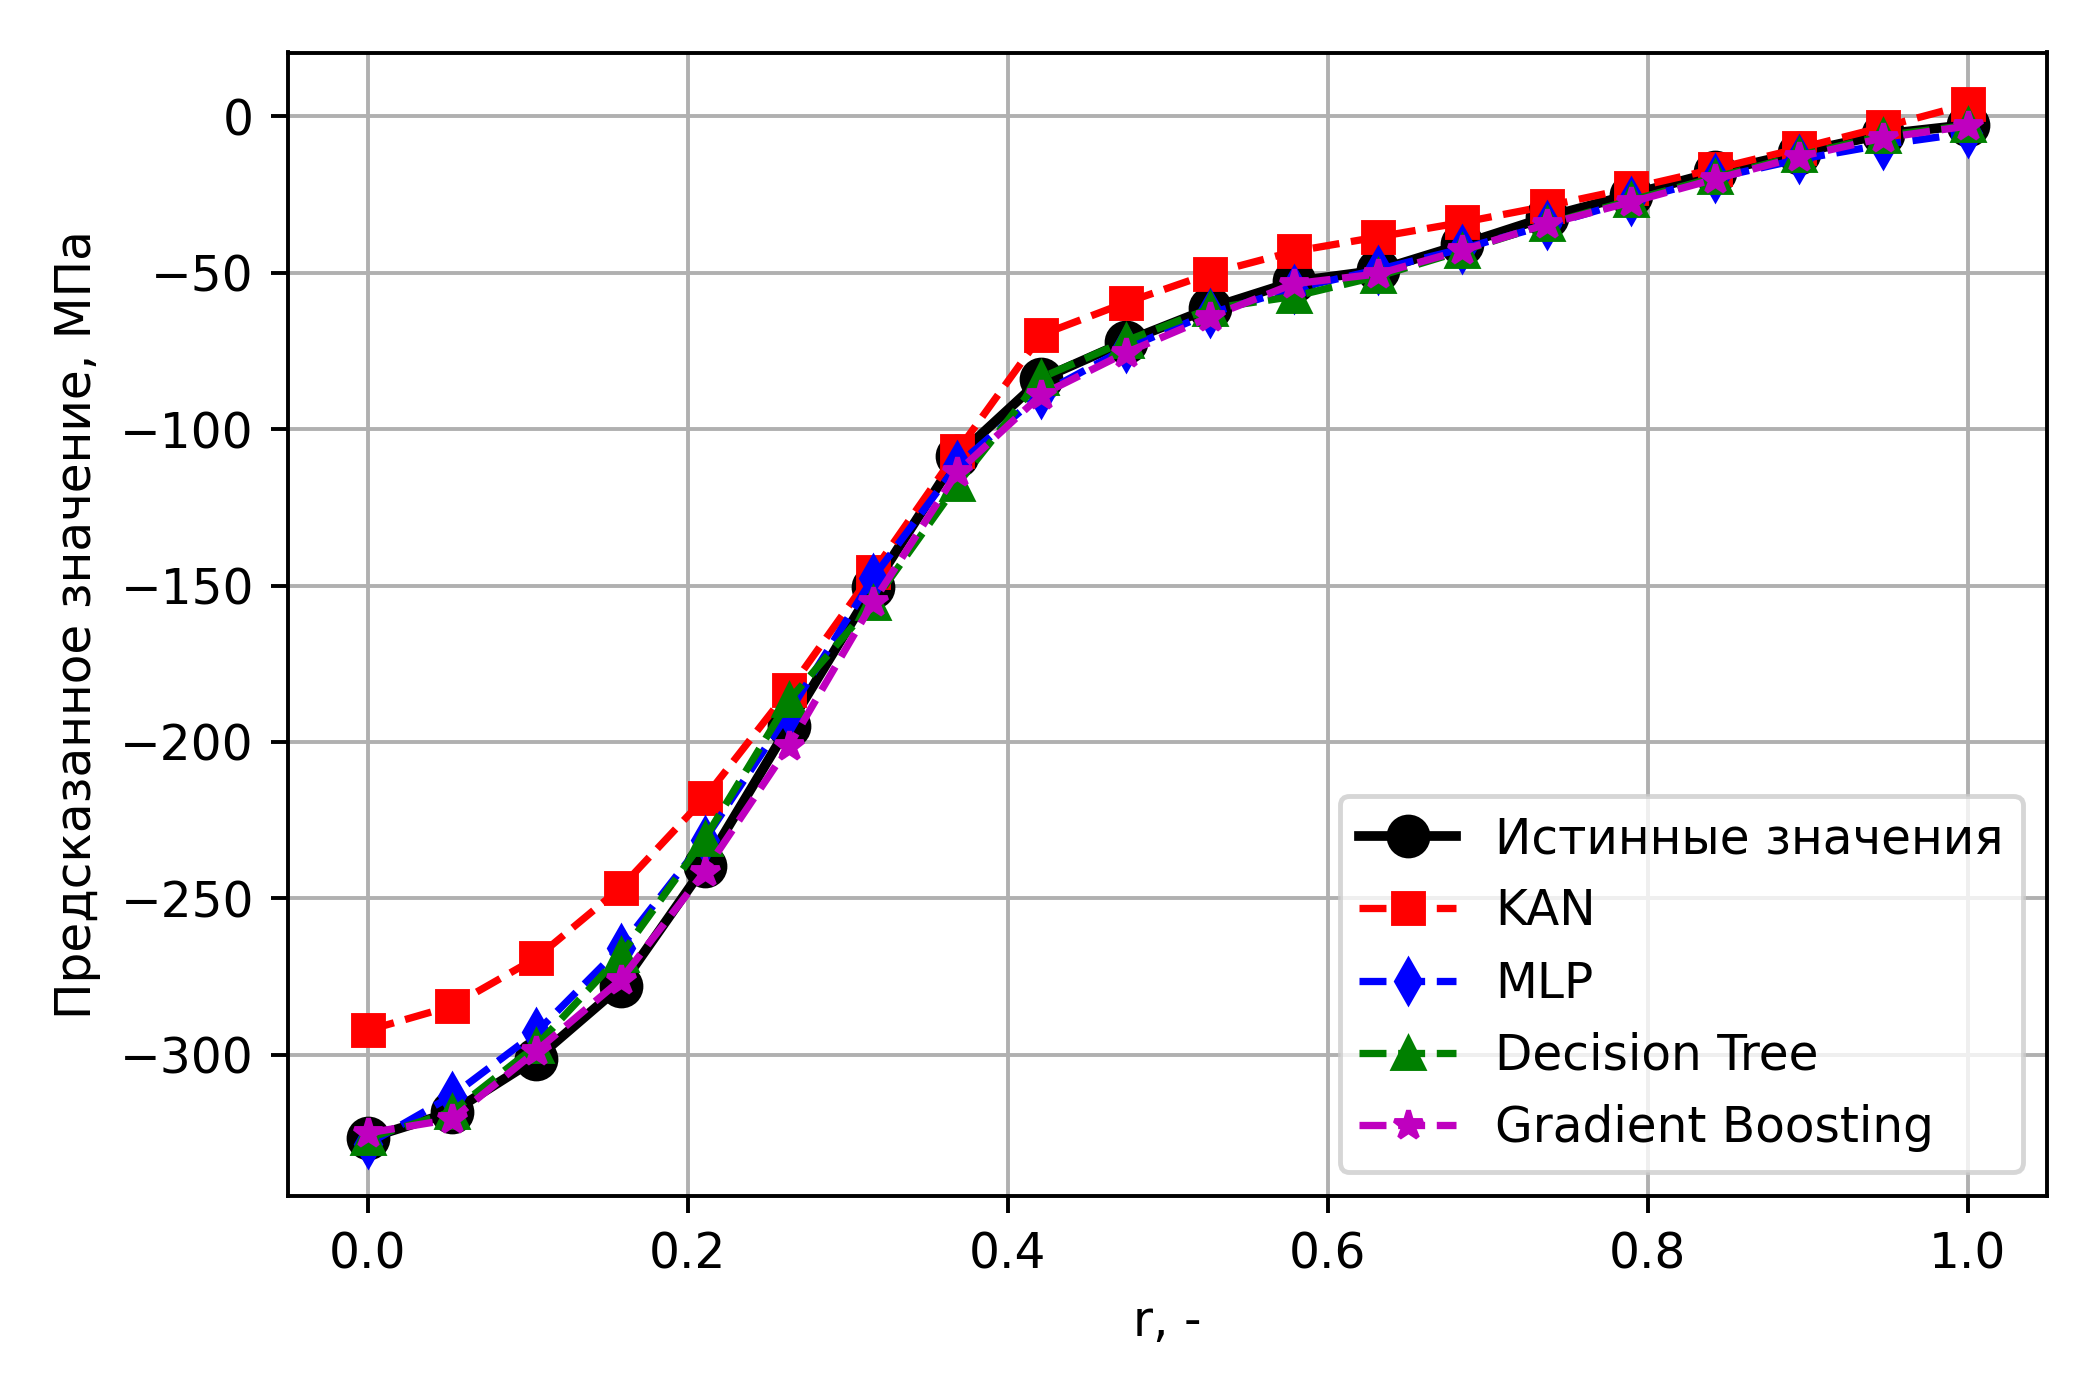 Предсказанное значение, МПа
0
−50
−100
−150
−200
−250
−300
Истинные значения
KAN
MLP
Decision Tree
Gradient Boosting
0.0 0.2 0.4 0.6 0.8 1.0
r, -